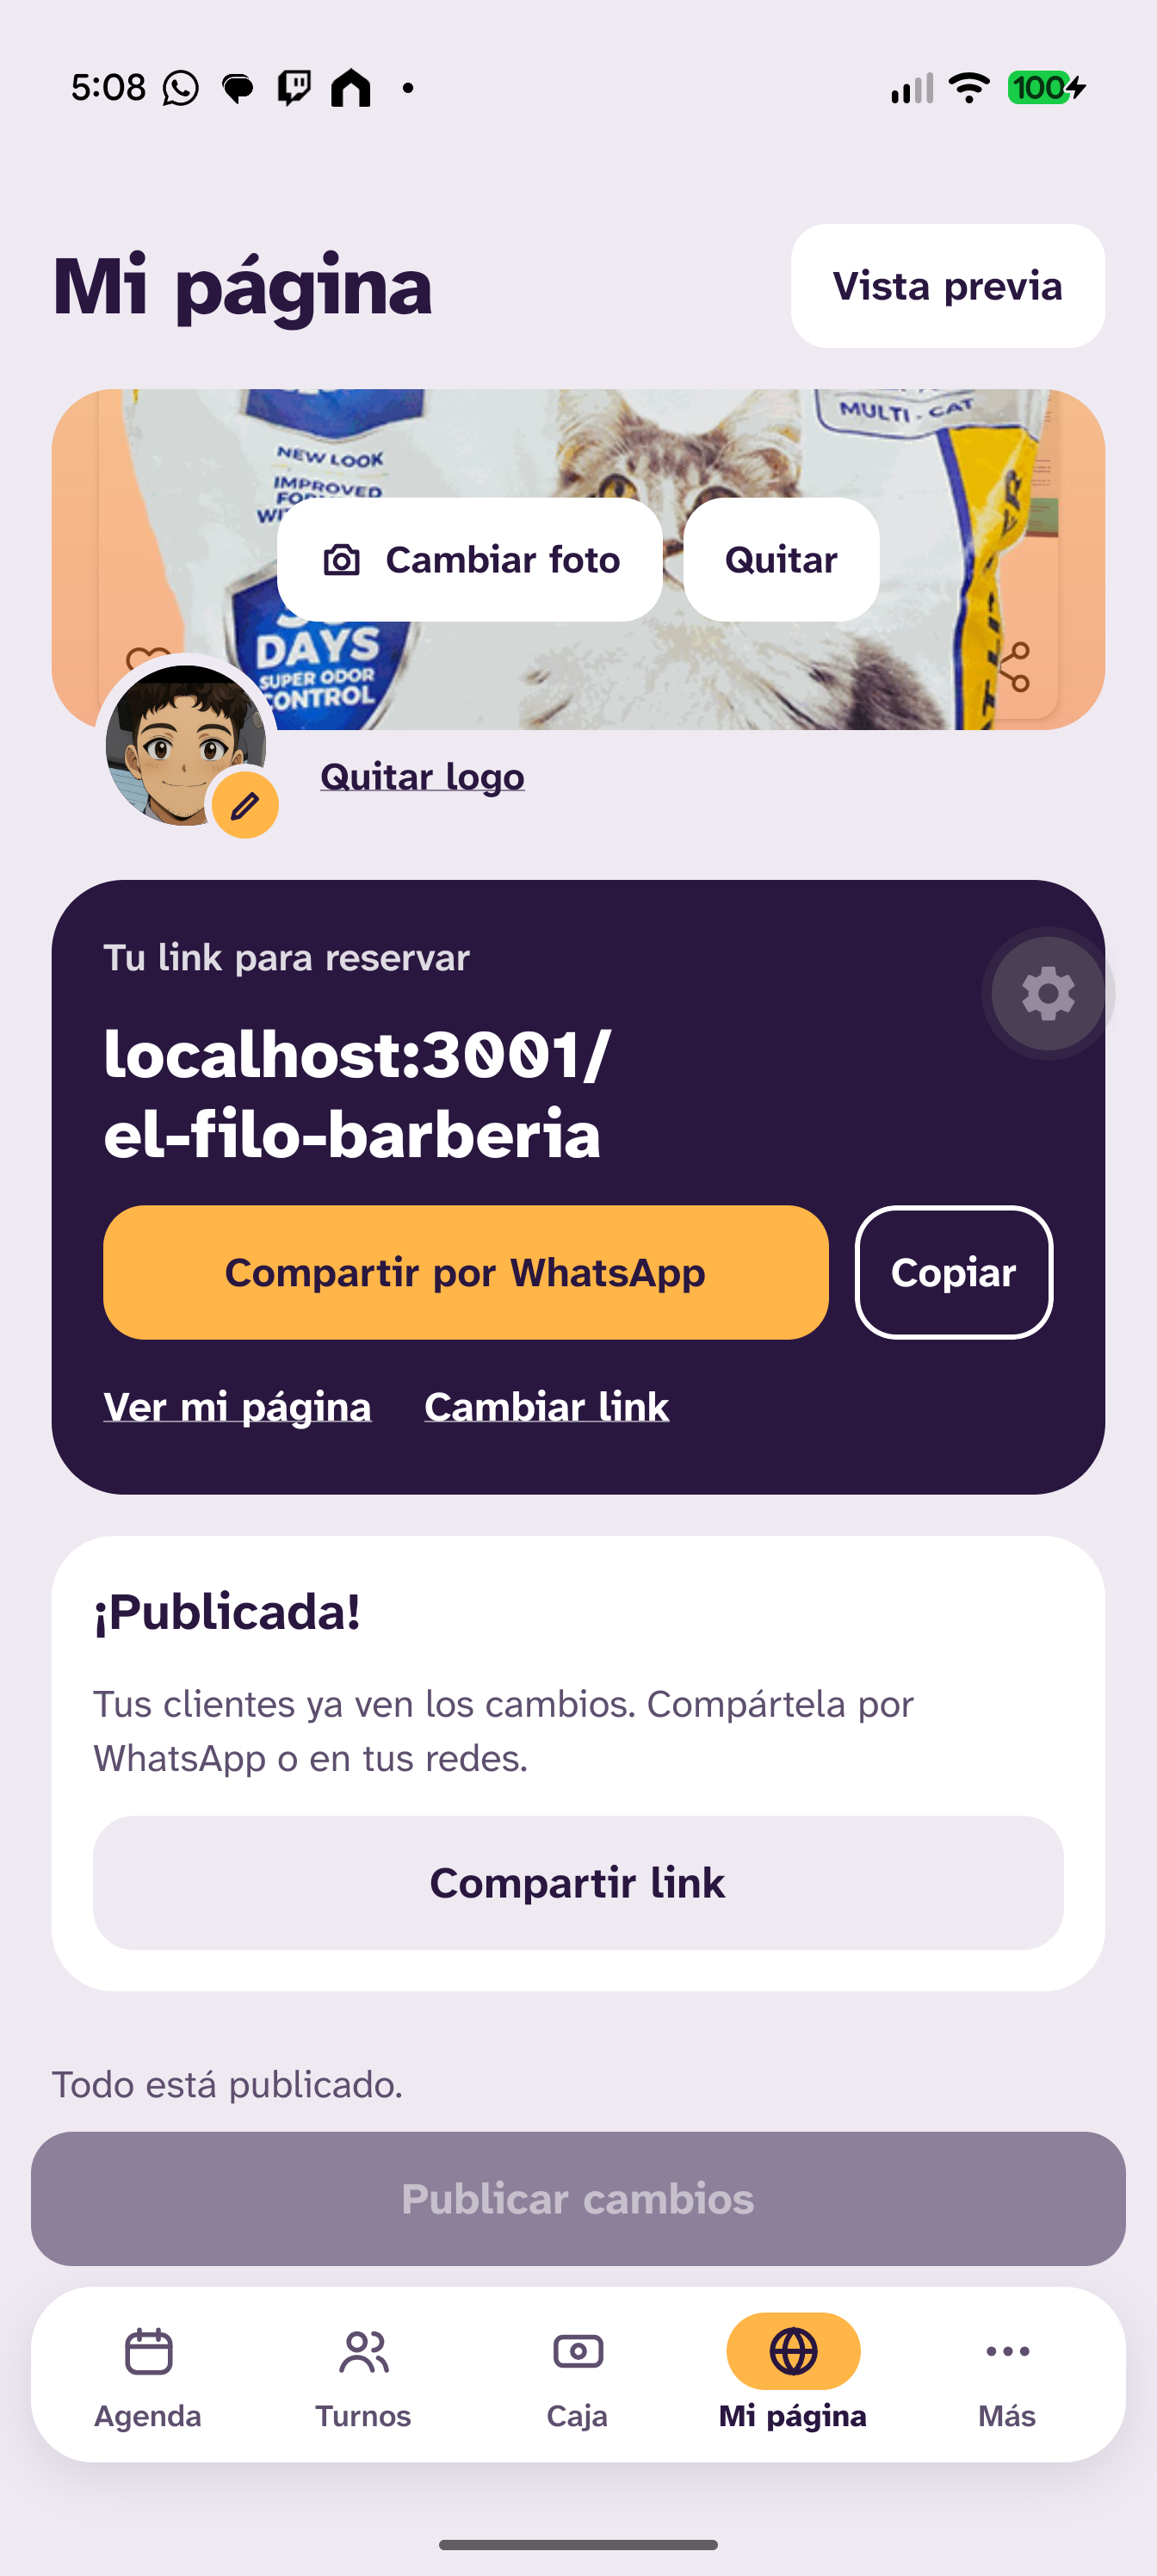 5:08
100
Mi página
Vista previa
MULTI - CAT
NEW LOOK
IMPROVED
Cambiar foto
Quitar
DAYS
SUPER ODOR
CONTROL
Quitar logo
Tu link para reservar
localhost:3001/
el-filo-barberia
Compartir por WhatsApp
Copiar
Ver mi página
Cambiar link
¡Publicada!
Tus clientes ya ven los cambios. Compártela por
WhatsApp o en tus redes.
Compartir link
Todo está publicado.
Publicar cambios
Agenda
Turnos
Caja
Mi página
Más